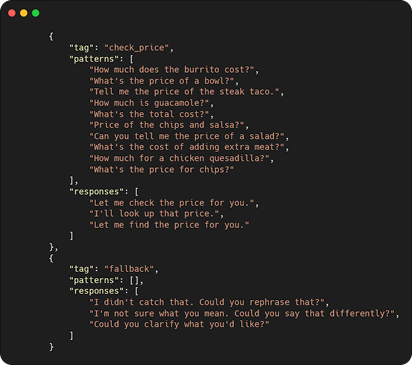 {
"tag": "check_price",
"patterns": [
"How much does the burrito cost?",
"What's the price of a bowl?",
"Tell me the price of the steak taco.",
"How much is guacamole?",
"What's the total cost?",
"Price of the chips and salsa?",
"Can you tell me the price of a salad?",
"What's the cost of adding extra meat?",
"How much for a chicken quesadilla?",
"What's the price for chips?"
],
"responses": [
"Let me check the price for you.",
"I'll look up that price.",
"Let me find the price for you."
]
},
{
"tag": "fallback",
"patterns": [],
"responses": [
"I didn't catch that. Could you rephrase that?",
"I'm not sure what you mean. Could you say that differently?",
"Could you clarify what you'd like?"
]
}